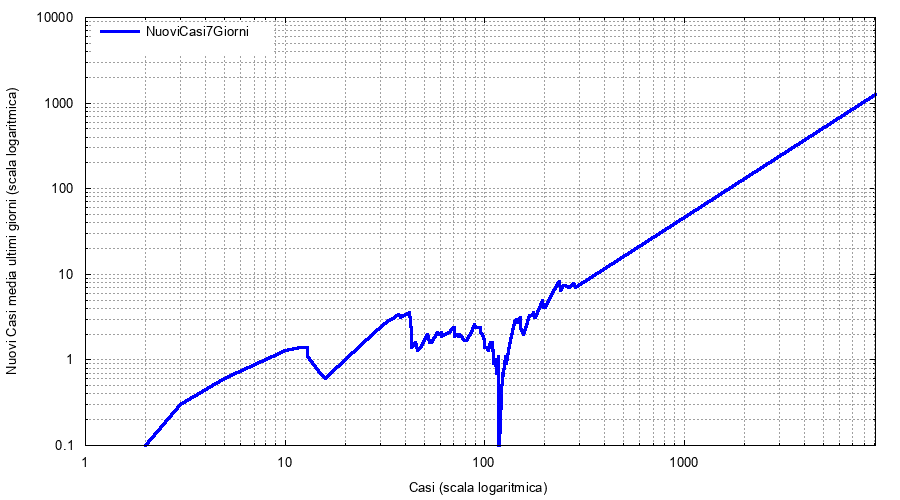 10000
NuoviCasi7Giorni
1000
100
10
1
0.1
1 10 100 1000
Nuovi Casi media ultimi giorni (scala logaritmica)
Casi (scala logaritmica)